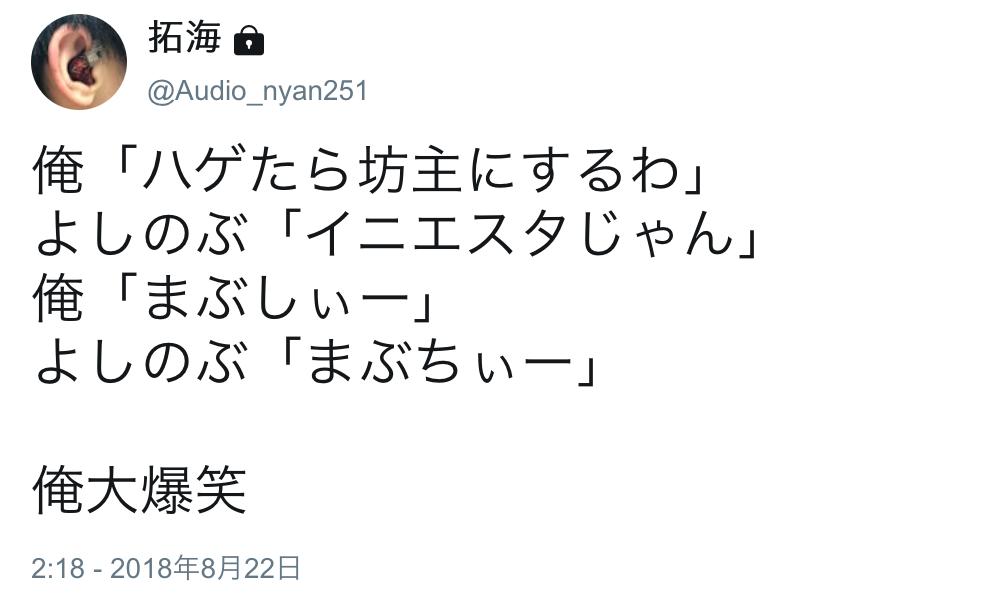 拓海
@Audio_nyan251
俺「ハゲたら坊主にするわ」
よしのぶ「イニエスタじゃん」
俺「まぶしぃー」
よしのぶ「まぶちぃー」
俺大爆笑
2:18 - 2018年8月22日